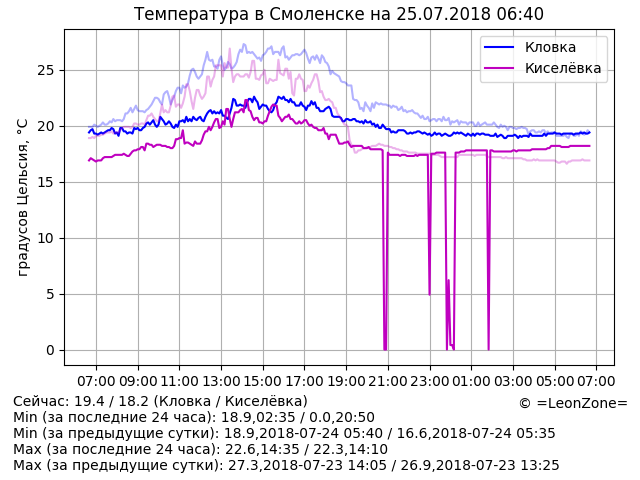 Температура в Смоленске на 25.07.2018 06:40
Кловка
Киселёвка
градусов Цельсия, °C
25
20
15
10
5
0
07:00 09:00 11:00 13:00 15:00 17:00 19:00 21:00 23:00 01:00 03:00 05:00 07:00
Сейчас: 19.4 / 18.2 (Кловка / Киселёвка)
© =LeonZone=
Min (за последние 24 часа): 18.9,02:35 / 0.0,20:50
Min (за предыдущие сутки): 18.9,2018-07-24 05:40 / 16.6,2018-07-24 05:35
Max (за последние 24 часа): 22.6,14:35 / 22.3,14:10
Max (за предыдущие сутки): 27.3,2018-07-23 14:05 / 26.9,2018-07-23 13:25